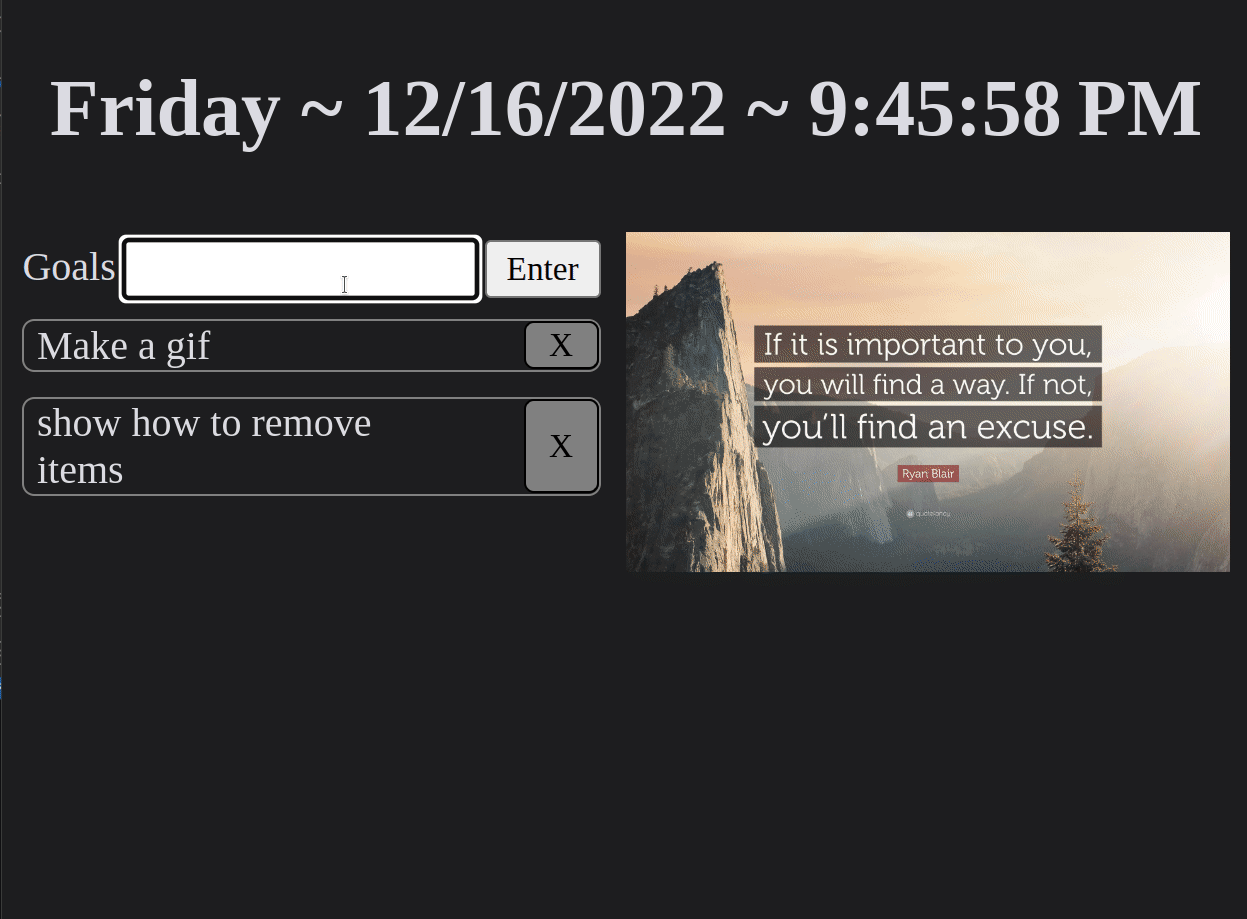 Friday ~ 12/16/2022 ~ 9:45:58 PM
Goals
Enter
Make a gif
X
show how to remove
items
X
If it is important to you,
you will find a way. If not,
you’ll find an excuse.
Ryan Blair
quotefancy